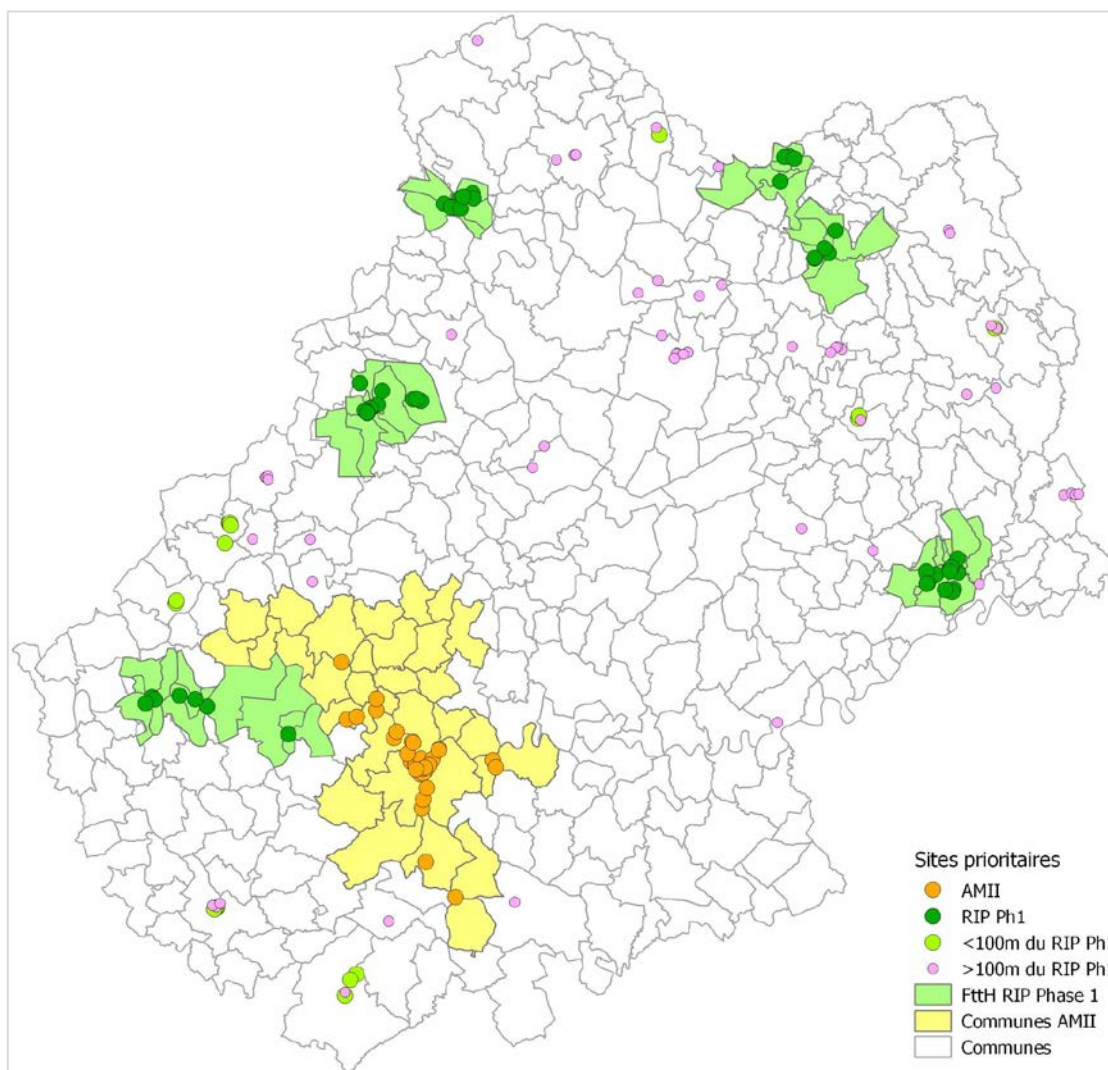 Sites prioritaires
AMII
RIP Ph1
<100m du RIP Ph
>100m du RIP Ph
FttH RIP Phase 1
Communes AMII
Communes